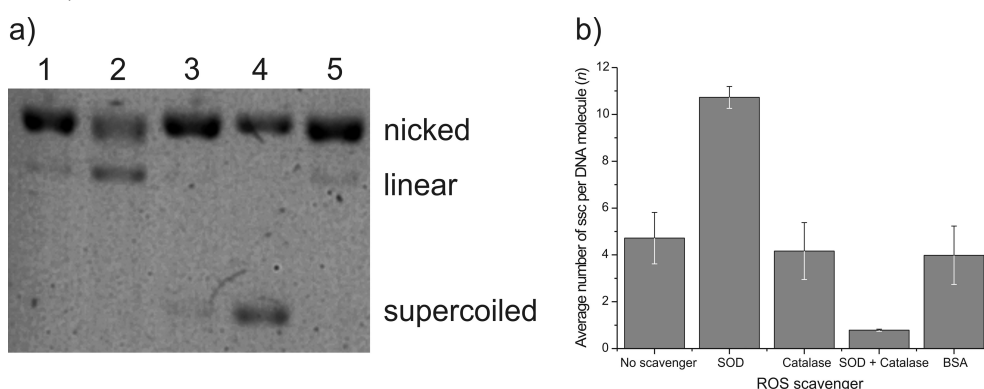 a)
1 2 3 4 5
nicked
linear
supercoiled
b)
Average number of ssc per DNA molecule (n)
12
10
8
6
4
2
0
No scavenger SOD Catalase SOD + Catalase BSA
ROS scavenger